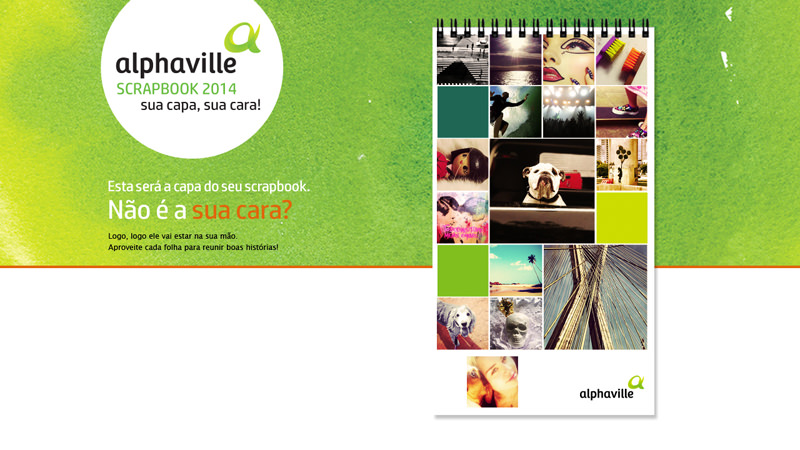 alphaville
SCRAPBOOK 2014
sua capa, sua cara!
Esta será a capa do seu scrapbook.
Não é a sua cara?
Logo, logo ele vai estar na sua mão.
Aproveite cada folha para reunir boas histórias!
alphaville